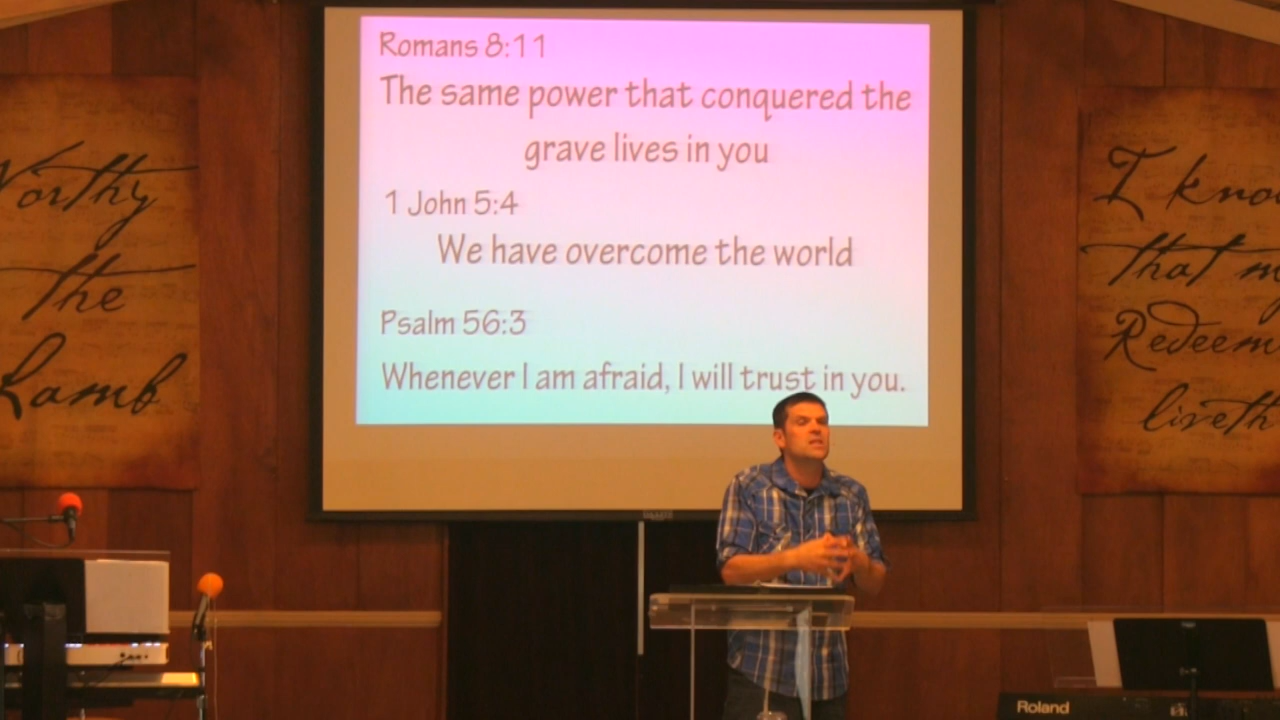 Romans 8:11
The same power that conquered the
grave lives in you
1 John 5:4
We have overcome the world
Psalm 56:3
Whenever I am afraid, I will trust in you.
Worthy
The
Lamb
I kno
That m
Redeem
liveth
Roland